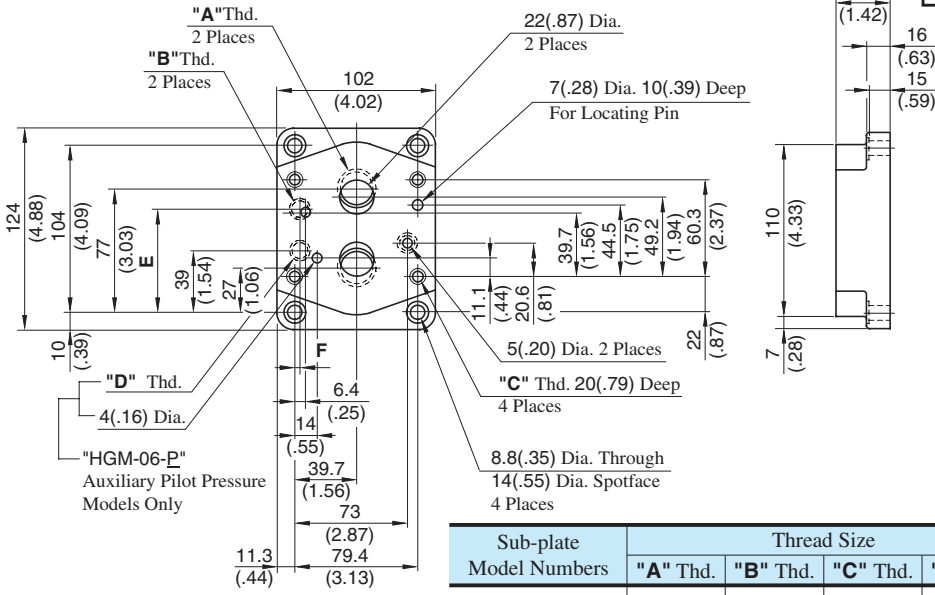 "A" Thd.
2 Places
"B" Thd.
2 Places
102
(4.02)
22(.87) Dia.
2 Places
7(.28) Dia. 10(.39) Deep
For Locating Pin
(1.42)
16
(.63)
15
(.59)
124
(4.88)
104
(4.09)
77
(3.03)
E
39
(1.54)
27
(1.06)
10
(.39)
F
39.7
(1.56)
44.5
(1.75)
49.2
(1.94)
60.3
(2.37)
11.1
(.44)
20.6
(.81)
22
(.87)
110
(4.33)
7
(.28)
5(.20) Dia. 2 Places
"C" Thd. 20(.79) Deep
4 Places
8.8(.35) Dia. Through
14(.55) Dia. Spotface
4 Places
"D" Thd.
4(.16) Dia.
"HGM-06-P"
Auxiliary Pilot Pressure
Models Only
6.4
(.25)
14
(.55)
39.7
(1.56)
73
(2.87)
11.3
(.44)
79.4
(3.13)
Sub-plate
Model Numbers
Thread Size
"A" Thd. "B" Thd. "C" Thd.